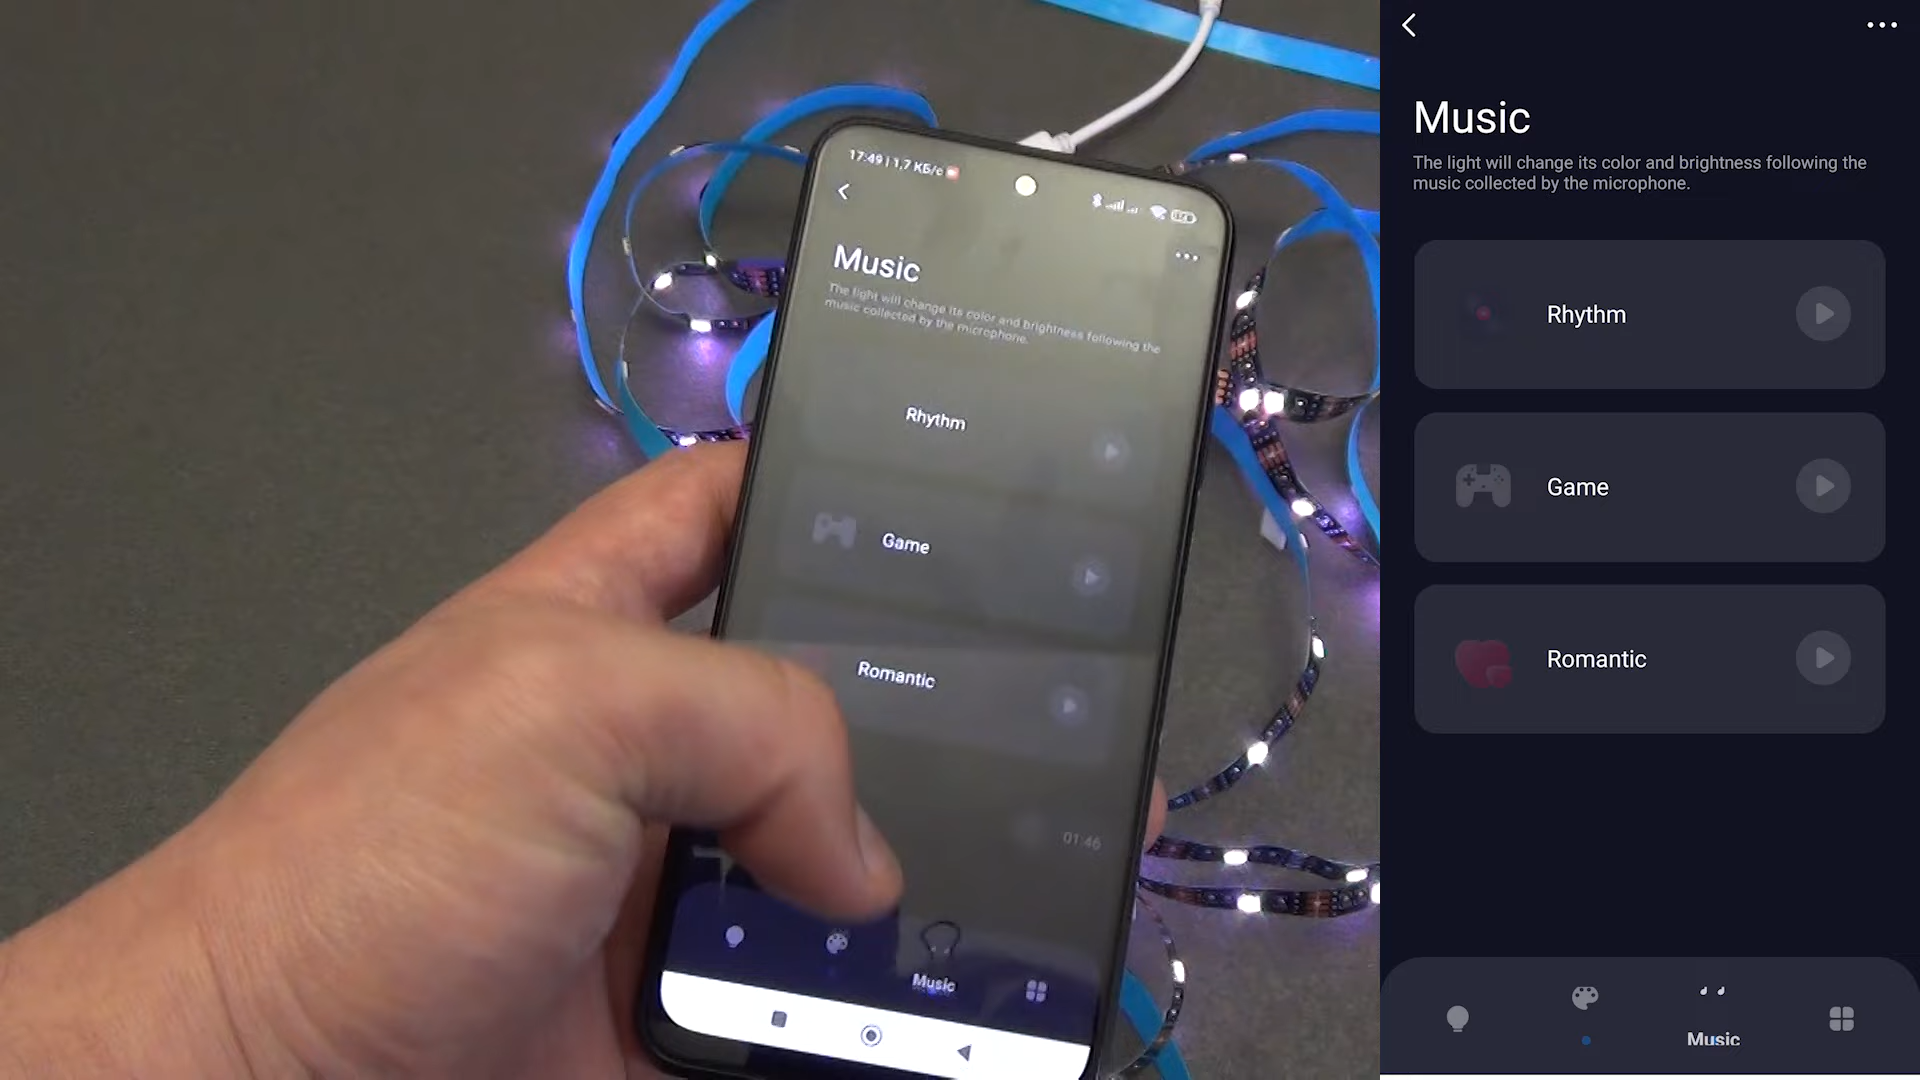 17:49 | 1,7 КБ/с
Music
The light will change its color and brightness following the
music collected by the microphone.
Rhythm
Game
Romantic
01:46
Music
Music
The light will change its color and brightness following the
music collected by the microphone.
Rhythm
Game
Romantic
Music